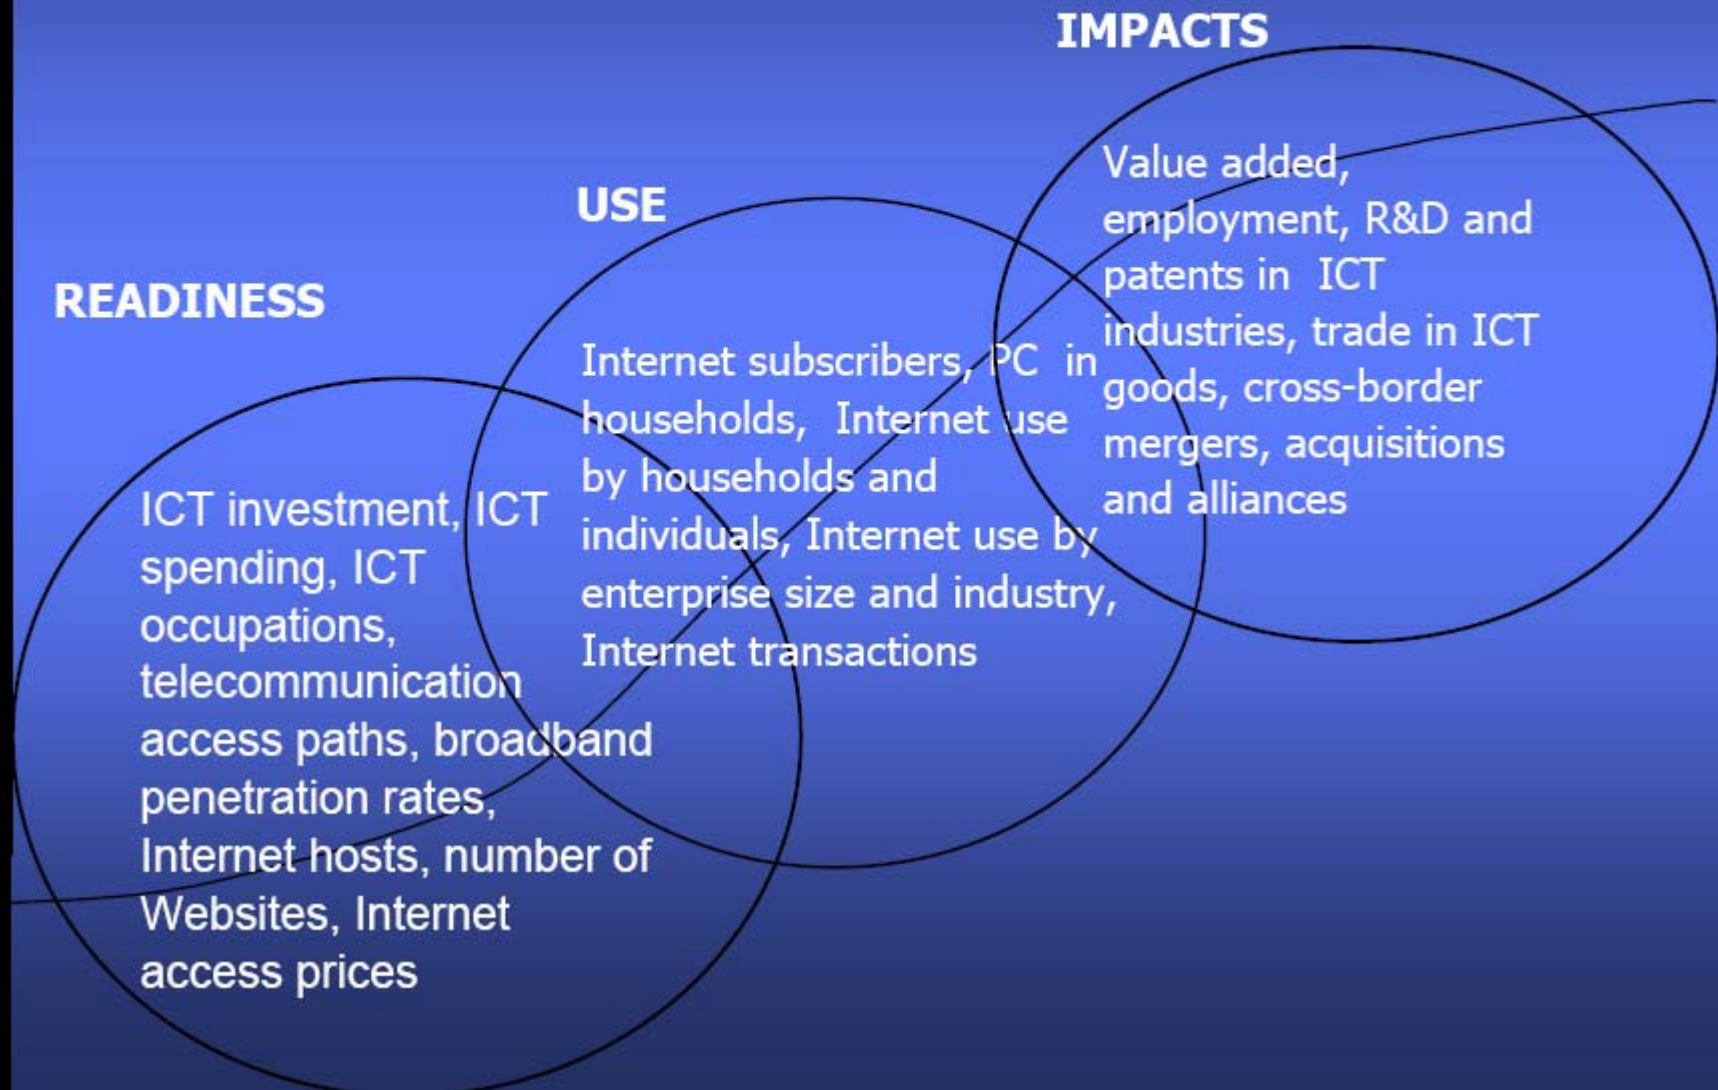 READINESS
ICT investment, ICT
spending, ICT
occupations,
telecommunication
access paths, broadband
penetration rates,
Internet hosts, number of
Websites, Internet
access prices
USE
Internet subscribers, PC in
households, Internet use
by households and
individuals, Internet use by
enterprise size and industry,
Internet transactions
IMPACTS
Value added,
employment, R&D and
patents in ICT
industries, trade in ICT
goods, cross-border
mergers, acquisitions
and alliances